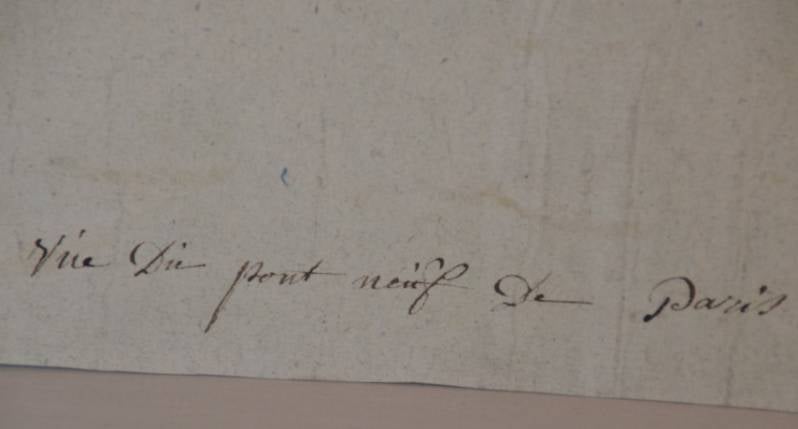 Vüe Du pont neuf De Paris